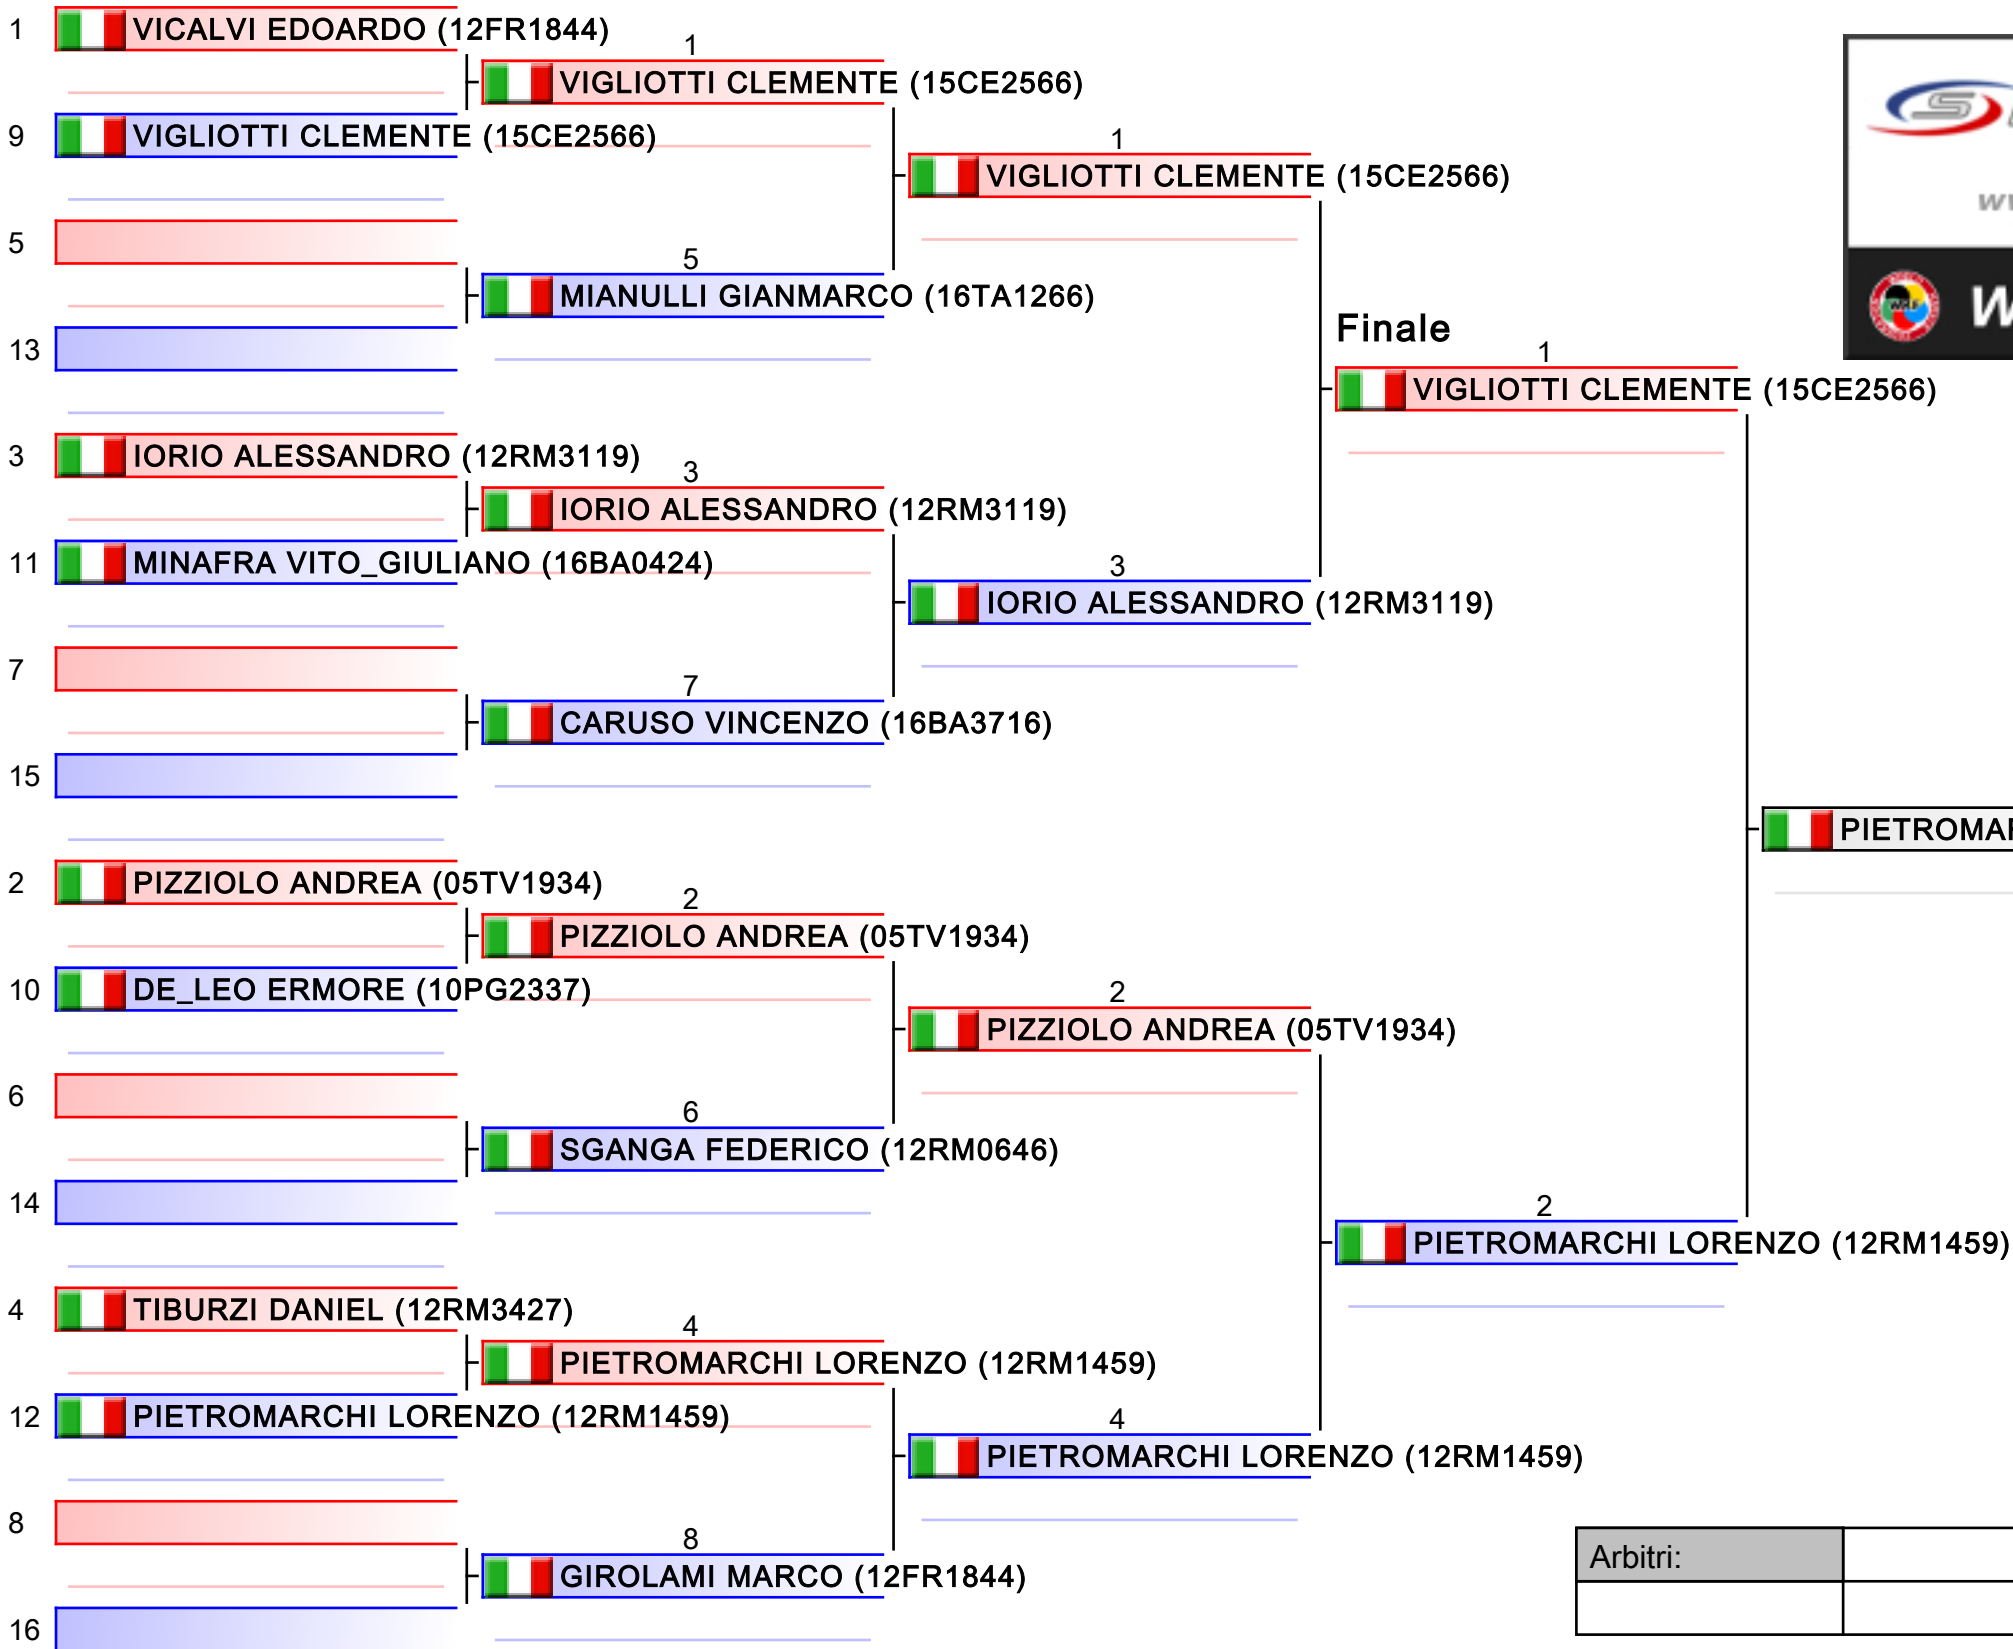 1 VICALVI EDOARDO (12FR1844)
1
VIGLIOTTI CLEMENTE (15CE2566)
9 VIGLIOTTI CLEMENTE (15CE2566)
1
VIGLIOTTI CLEMENTE (15CE2566)
5
5
MIANULLI GIANMARCO (16TA1266)
13
Finale
1
VIGLIOTTI CLEMENTE (15CE2566)
3 IORIO ALESSANDRO (12RM3119)
3
IORIO ALESSANDRO (12RM3119)
11 MINAFRA VITO_GIULIANO (16BA0424)
3
IORIO ALESSANDRO (12RM3119)
7
7
CARUSO VINCENZO (16BA3716)
15
2 PIZZIOLO ANDREA (05TV1934)
2
PIZZIOLO ANDREA (05TV1934)
10 DE_LEO ERMORE (10PG2337)
2
PIZZIOLO ANDREA (05TV1934)
6
6
SGANGA FEDERICO (12RM0646)
14
2
PIETROMARCHI LORENZO (12RM1459)
4 TIBURZI DANIEL (12RM3427)
4
PIETROMARCHI LORENZO (12RM1459)
12 PIETROMARCHI LORENZO (12RM1459)
4
PIETROMARCHI LORENZO (12RM1459)
8
8
GIROLAMI MARCO (12FR1844)
16
Arbitri: